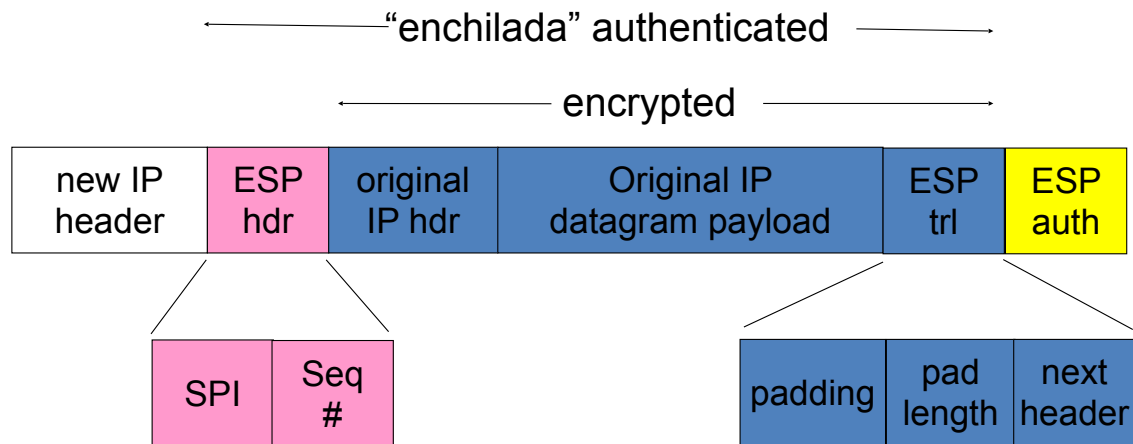 “enchilada” authenticated
encrypted
new IP
header
ESP
hdr
original
IP hdr
Original IP
datagram payload
ESP
trl
ESP
auth
SPI
Seq
#
padding
pad
length
next
header